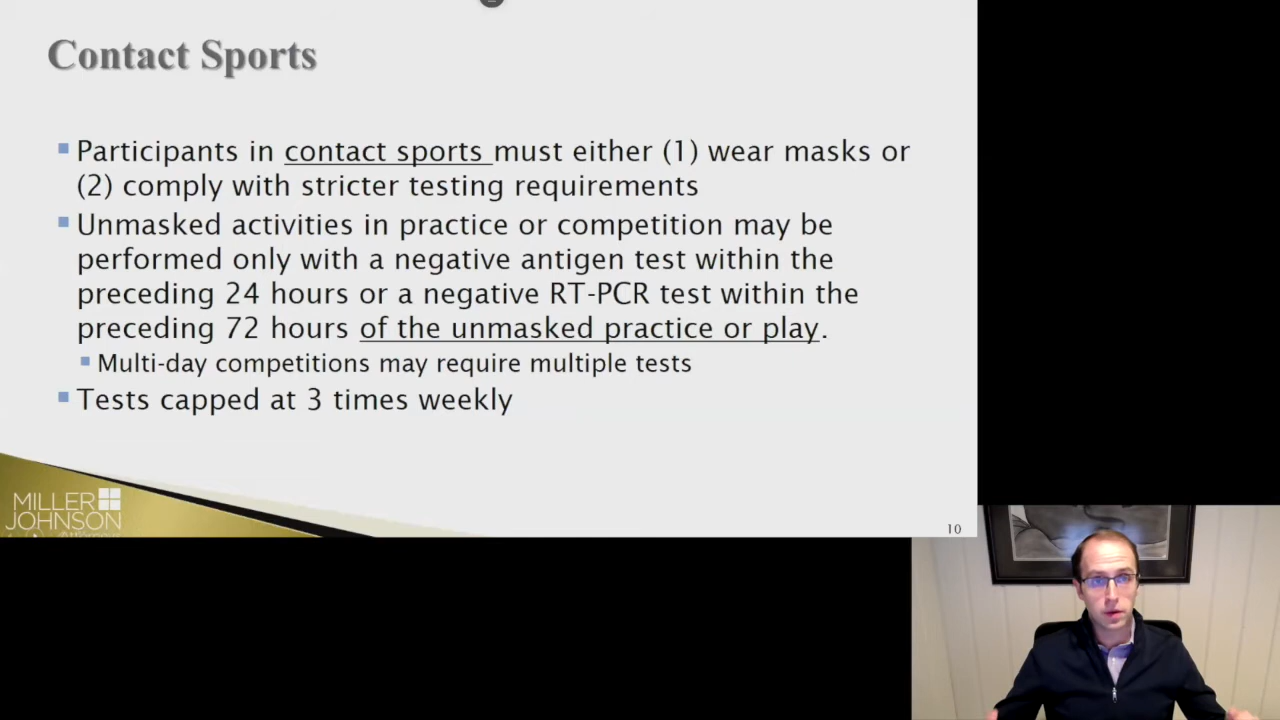 Contact Sports
Participants in contact sports must either (1) wear masks or
(2) comply with stricter testing requirements
Unmasked activities in practice or competition may be
performed only with a negative antigen test within the
preceding 24 hours or a negative RT-PCR test within the
preceding 72 hours of the unmasked practice or play.
Multi-day competitions may require multiple tests
Tests capped at 3 times weekly
MILLER
JOHNSON
10